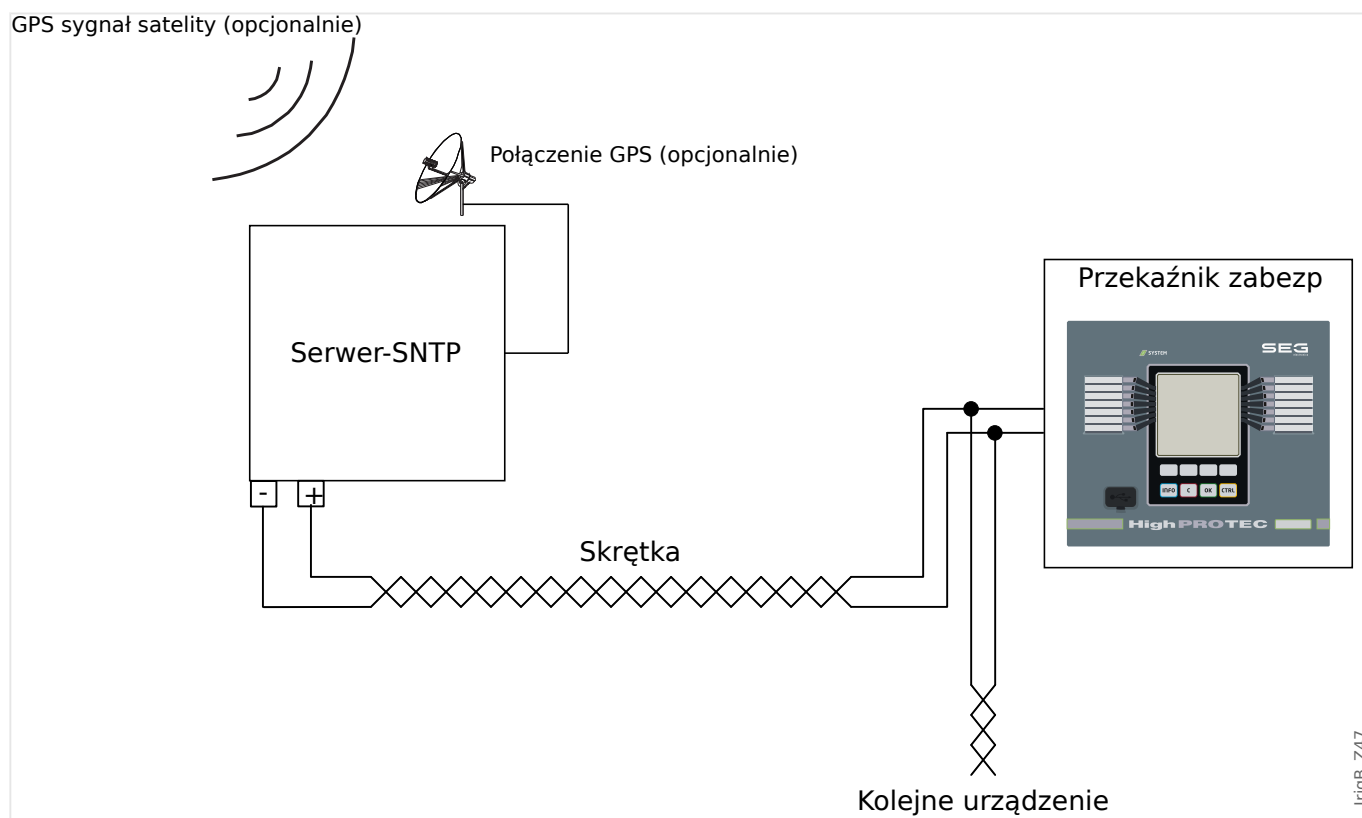 GPS sygnał satelity (opcjonalnie)
Połączenie GPS (opcjonalnie)
Serwer-SNTP
- +
Przekaźnik zabezp
SYSTEM
SEG
INFO C OK CTRL
HighPROTEC
Skrętka
Kolejne urządzenie
IrigB_Z47